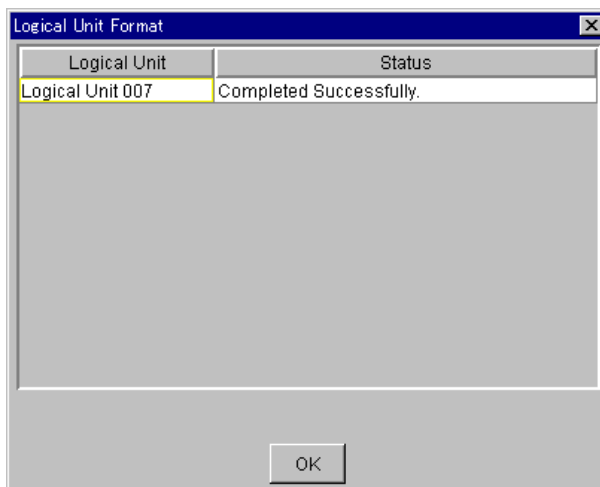 Logical Unit Format
Logical Unit Status
Logical Unit 007 Completed Successfully.
OK